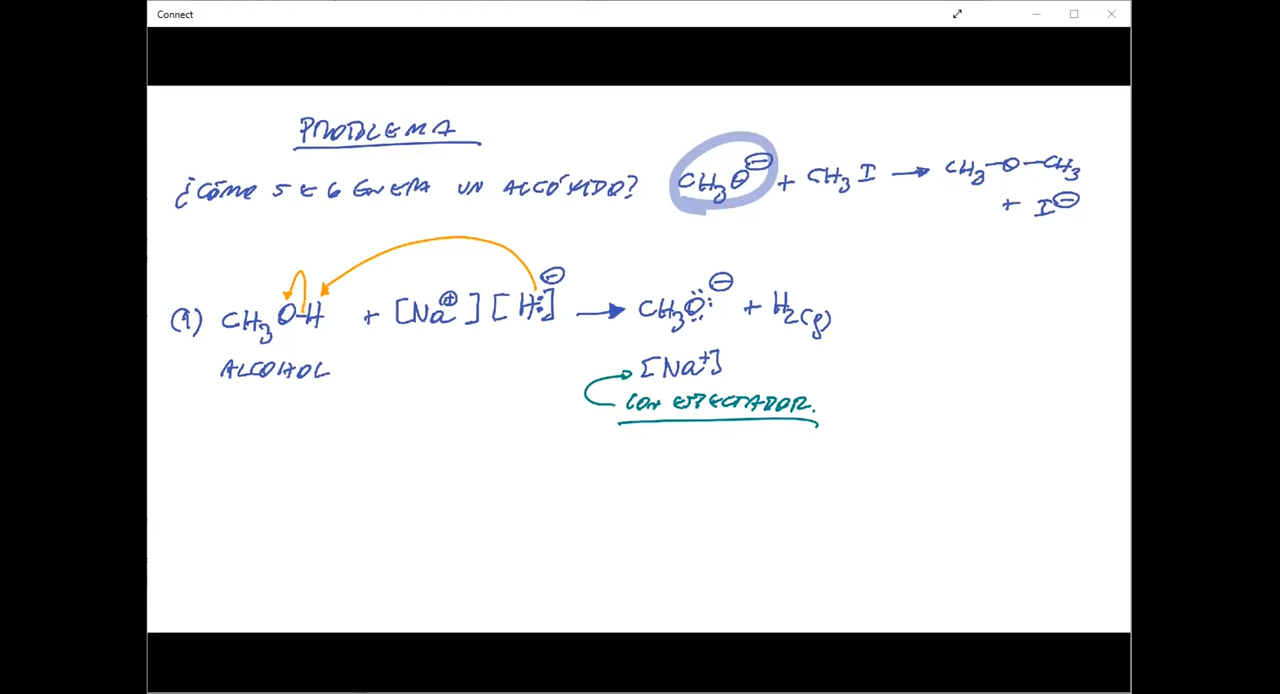 Connect
PROBLEMA
¿CÓMO SE GENERA UN ALCÓXIDO?
CH₃O⊖ + CH₃I → CH₃—O—CH₃
+ I⊖
(1) CH₃O-H + [Na⊕] [H:]⊖ → CH₃O⊖ + H₂(g)
ALCOHOL
[Na⁺]
ION ESPECTADOR.